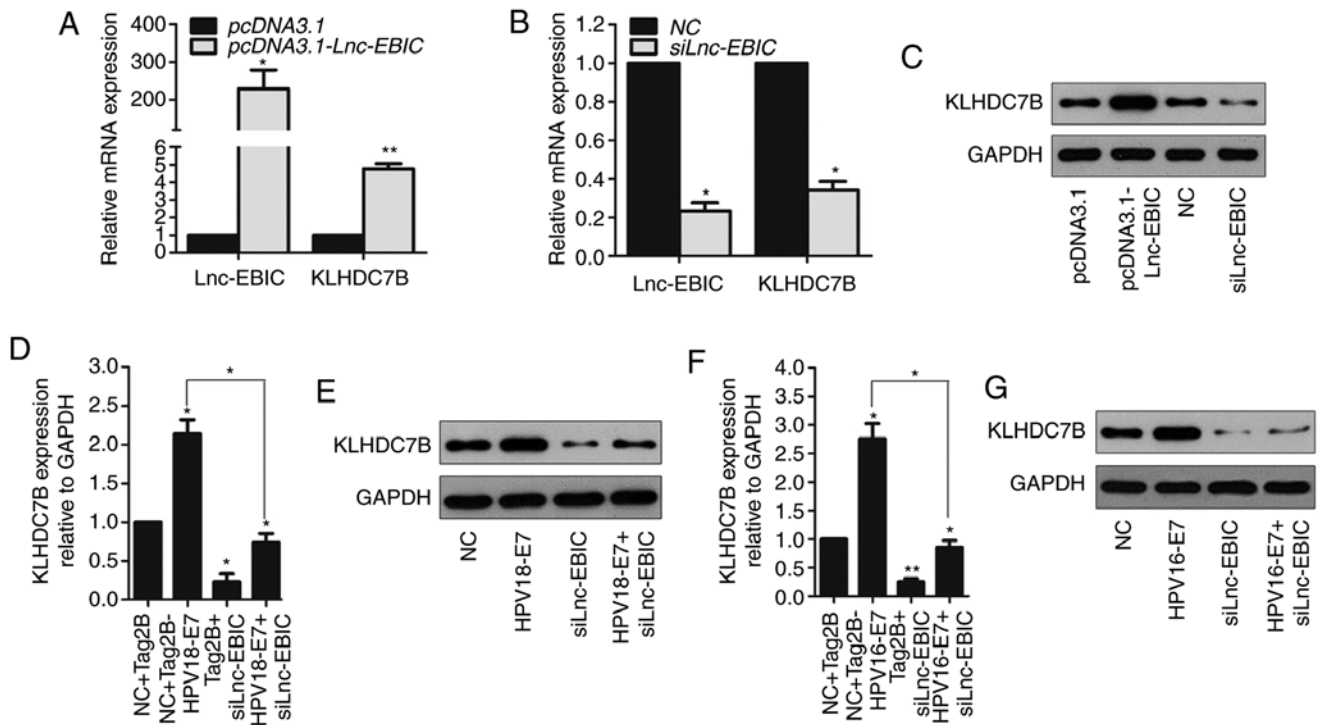 A
Relative mRNA expression
400
300
200
6
5
4
3
2
1
0
pcDNA3.1
pcDNA3.1-Lnc-EBIC
*
**
Lnc-EBIC KLHDC7B
B
Relative mRNA expression
1.2
1.0
0.8
0.6
0.4
0.2
0.0
NC
siLnc-EBIC
*
*
Lnc-EBIC KLHDC7B
C
KLHDC7B
GAPDH
pcDNA3.1
pcDNA3.1-
Lnc-EBIC
NC
siLnc-EBIC
D
KLHDC7B expression
relative to GAPDH
3.0
2.5
2.0
1.5
1.0
0.5
0.0
*
*
*
*
NC+Tag2B
NC+Tag2B-
HPV18-E7
Tag2B+
siLnc-EBIC
HPV18-E7+
siLnc-EBIC
E
KLHDC7B
GAPDH
NC
HPV18-E7
siLnc-EBIC
HPV18-E7+
siLnc-EBIC
F
KLHDC7B expression
relative to GAPDH
4.0
3.5
3.0
2.5
2.0
1.5
1.0
0.5
0.0
*
*
**
*
NC+Tag2B
NC+Tag2B-
HPV16-E7
Tag2B+
siLnc-EBIC
HPV16-E7+
siLnc-EBIC
G
KLHDC7B
GAPDH
NC
HPV16-E7
siLnc-EBIC
HPV16-E7+
siLnc-EBIC